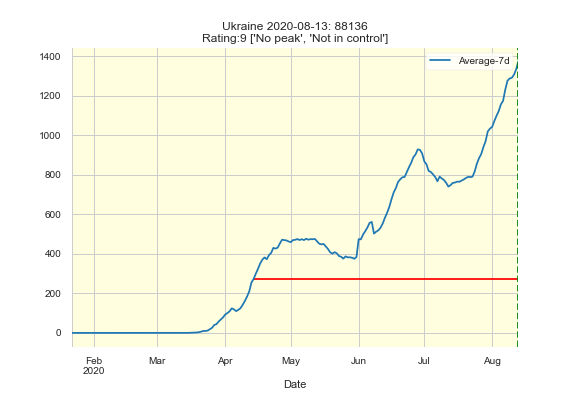 Ukraine 2020-08-13: 88136
Rating:9 ['No peak', 'Not in control']
Average-7d
1400
1200
1000
800
600
400
200
0
Feb Mar Apr May Jun Jul Aug
2020
Date